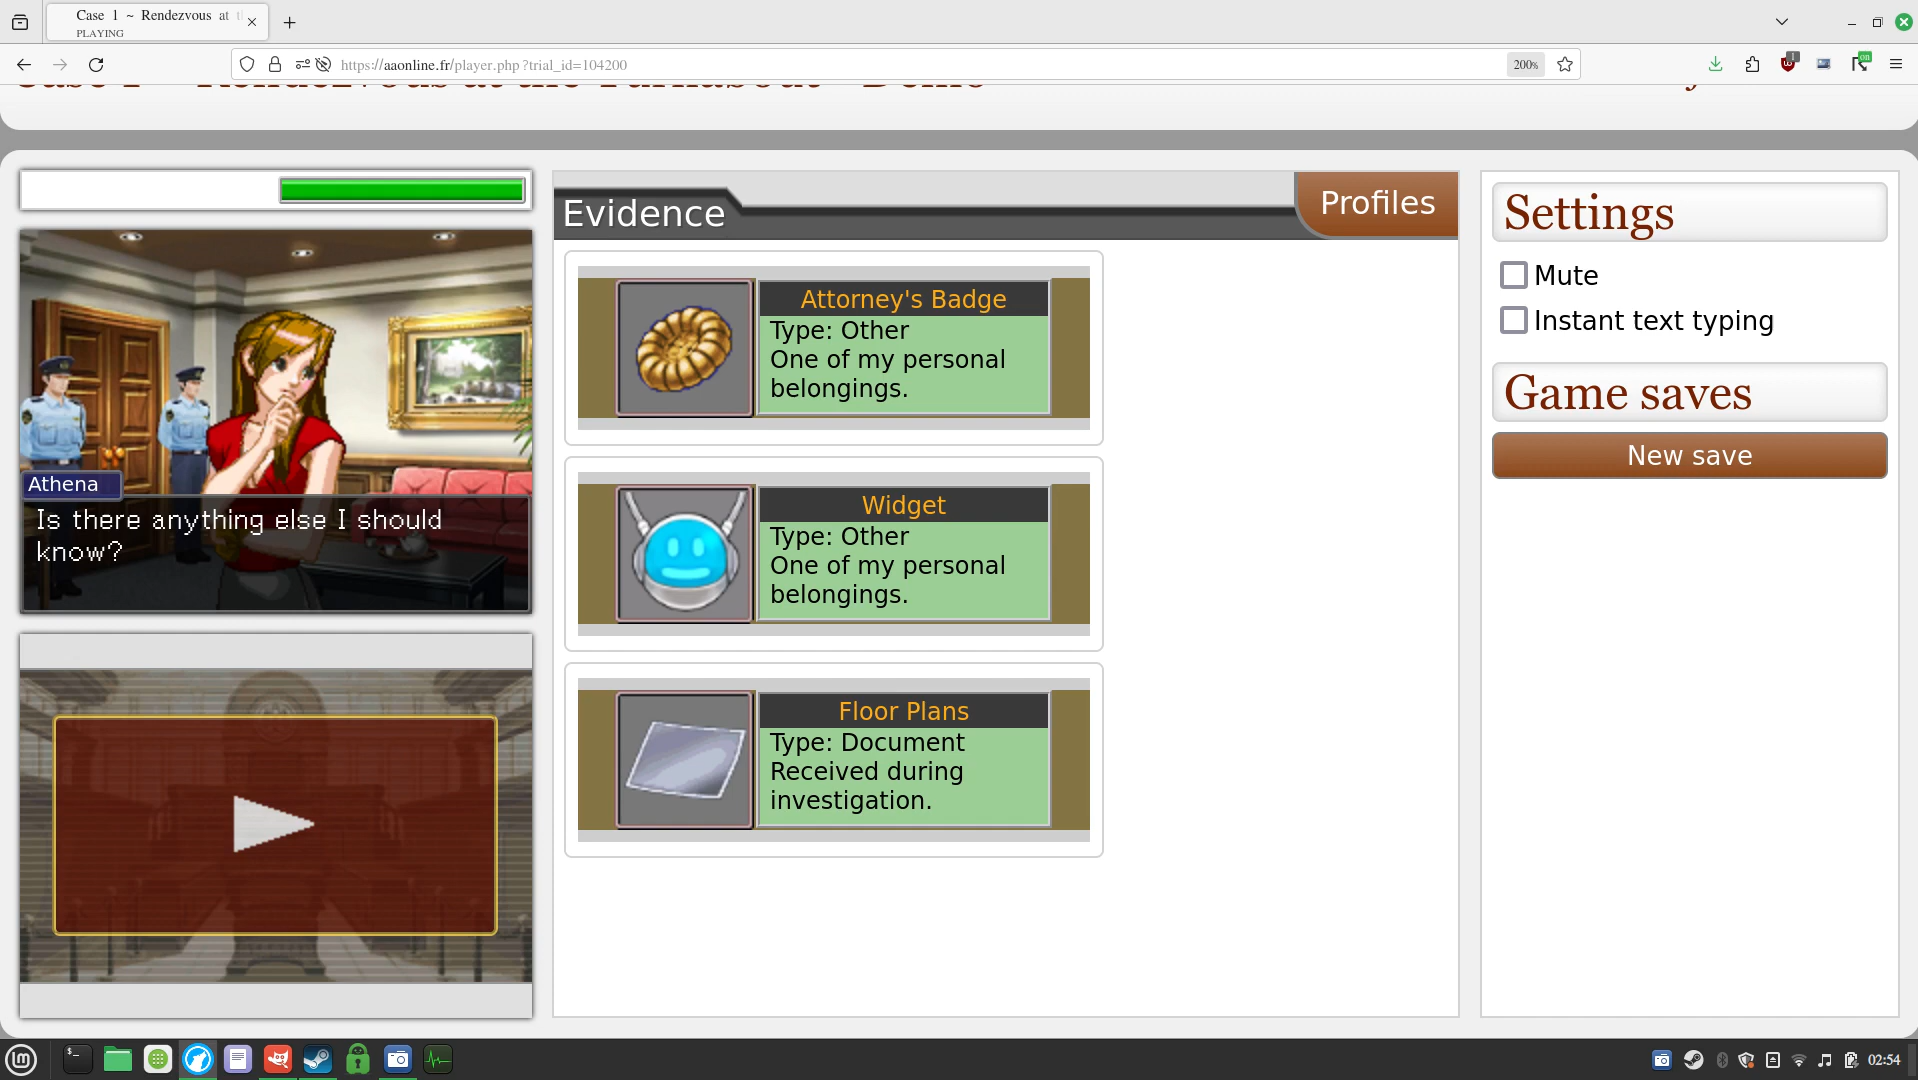 Case 1 ~ Rendezvous at t
PLAYING
https://aaonline.fr/player.php?trial_id=104200
200%
on
Evidence
Profiles
Settings
Attorney's Badge
Type: Other
One of my personal
belongings.
Mute
Instant text typing
Game saves
New save
Athena
Is there anything else I should
know?
Widget
Type: Other
One of my personal
belongings.
Floor Plans
Type: Document
Received during
investigation.
02:54